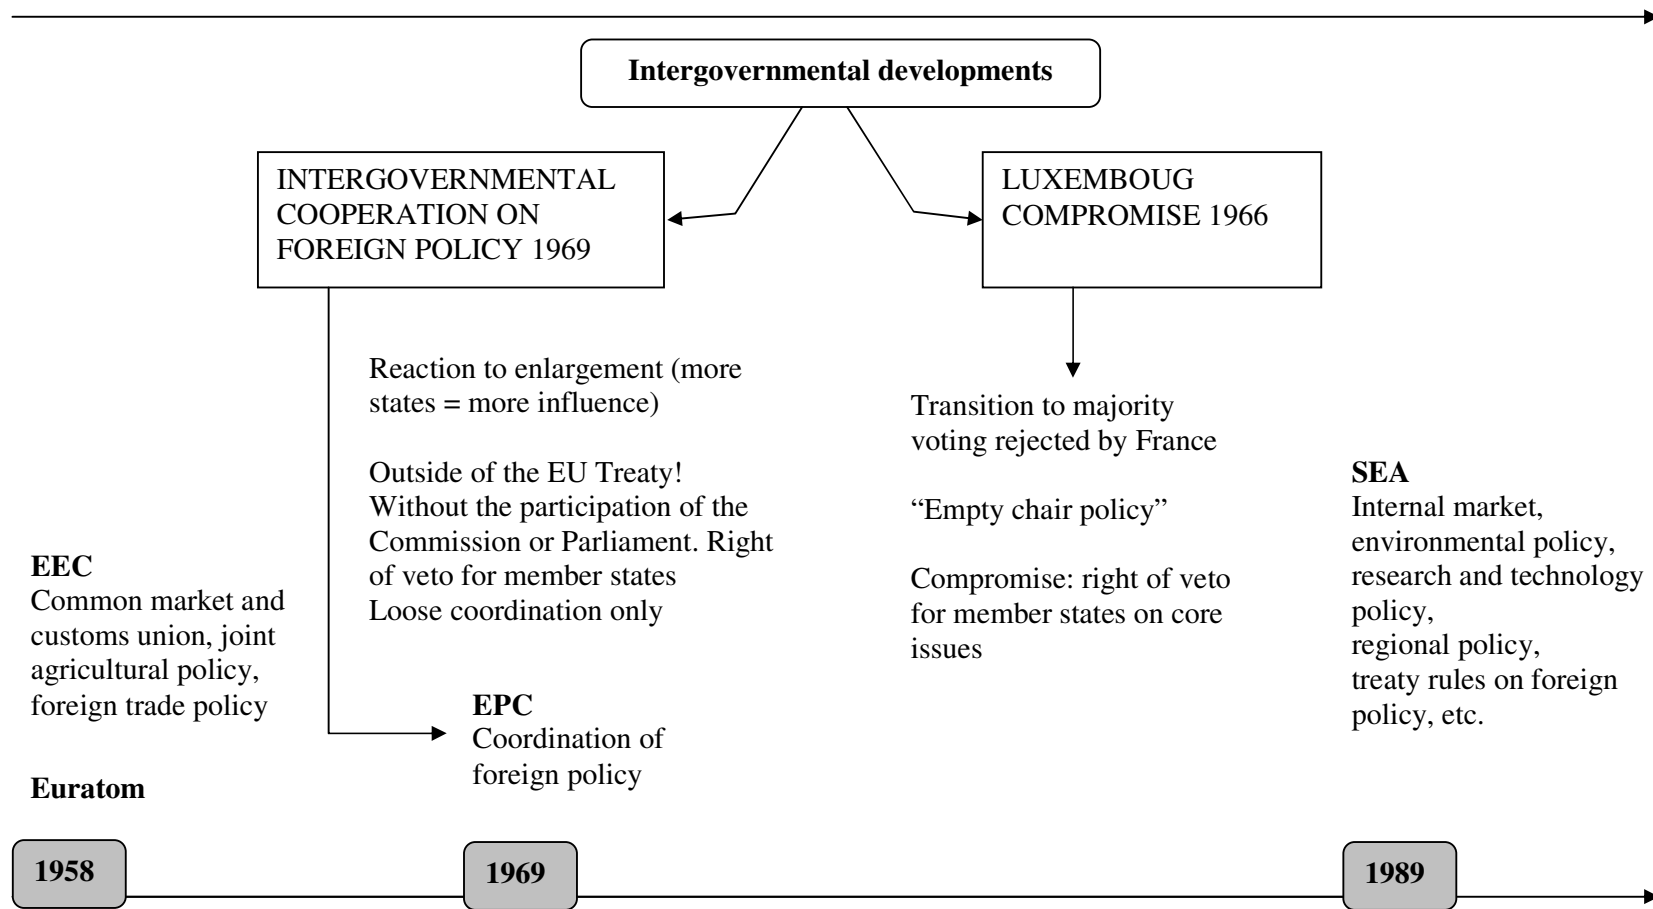 Intergovernmental developments
INTERGOVERNMENTAL
COOPERATION ON
FOREIGN POLICY 1969
LUXEMBOUG
COMPROMISE 1966
Reaction to enlargement (more
states = more influence)
Outside of the EU Treaty!
Without the participation of the
Commission or Parliament. Right
of veto for member states
Loose coordination only
Transition to majority
voting rejected by France
“Empty chair policy”
Compromise: right of veto
for member states on core
issues
SEA
Internal market,
environmental policy,
research and technology
policy,
regional policy,
treaty rules on foreign
policy, etc.
EEC
Common market and
customs union, joint
agricultural policy,
foreign trade policy
Euratom
EPC
Coordination of
foreign policy
1958
1969
1989